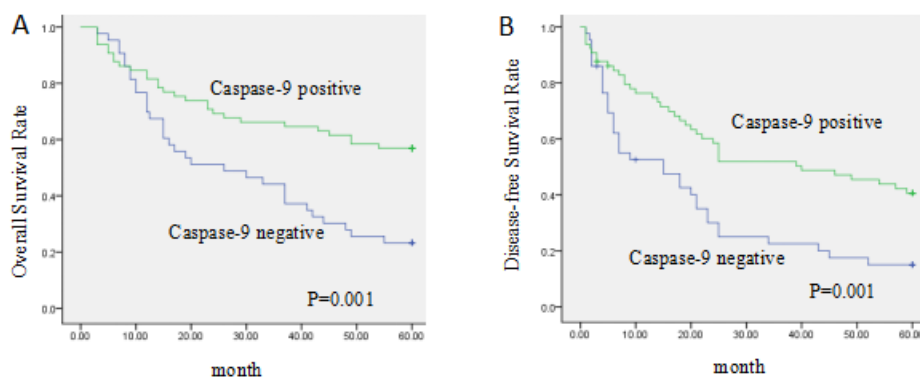 A
Overall Survival Rate
1.0
0.8
0.6
0.4
0.2
0.0
Caspase-9 positive
Caspase-9 negative
P=0.001
0.00 10.00 20.00 30.00 40.00 50.00 60.00
month
B
Disease-free Survival Rate
1.0
0.8
0.6
0.4
0.2
0.0
Caspase-9 positive
Caspase-9 negative
P=0.001
0.00 10.00 20.00 30.00 40.00 50.00 60.00
month